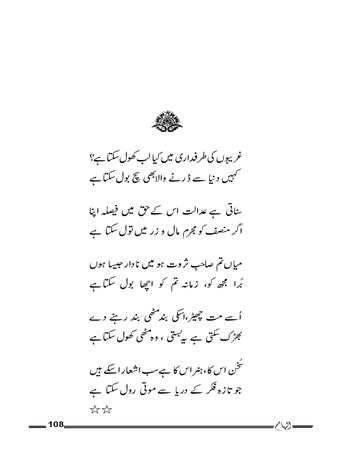 غریبوں کی طرفداری میں کیا لب کھول سکتا ہے؟
کہیں دنیا سے ڈرنے والا بھی سچ بول سکتا ہے
سناتی ہے عدالت اس کے حق میں فیصلہ اپنا
اگر منصف کو مجرم مال و زر میں تول سکتا ہے
میاں تم صاحب ثروت ہو میں نادار جیسا ہوں
بُرا مجھ کو، زمانہ تم کو اچھا بول سکتا ہے
اُسے مت چھیڑ، اسکی بند مٹھی بند رہنے دے
بھڑک سکتی ہے یہ بستی ، وہ مٹھی کھول سکتا ہے
سُخن اس کا، ہنر اس کا ہے سب اشعار اسکے ہیں
جو تازہ فکر کے دریا سے موتی رول سکتا ہے
☆☆
108